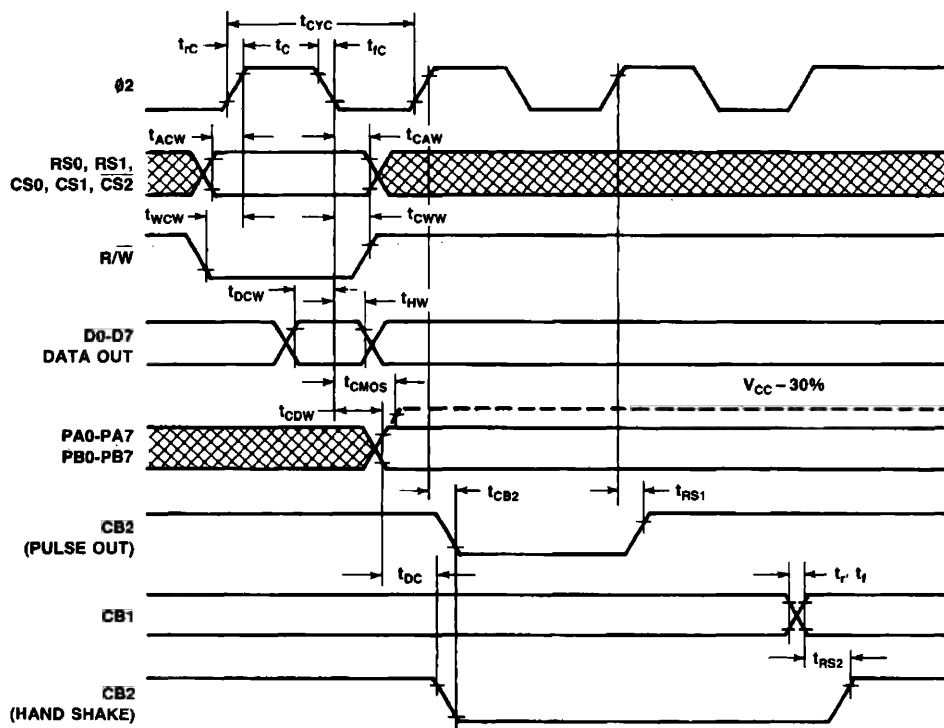 tCYC
trC
tC
tfC
Ø2
tACW
tCAW
RS0, RS1,
CS0, CS1, C̅S̅2̅
tWCW
tCWW
R/W̅
tDCW
tHW
D0-D7
DATA OUT
tCMOS
VCC – 30%
tCDW
PA0-PA7
PB0-PB7
tCB2
tRS1
CB2
(PULSE OUT)
tDC
tr, tf
CB1
tRS2
CB2
(HAND SHAKE)